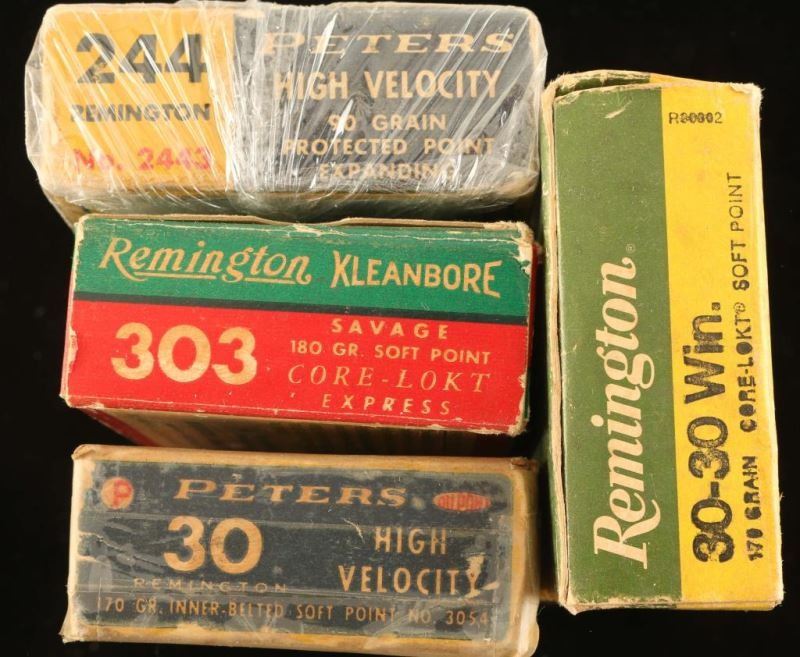 244
REMINGTON
No. 2443
PETERS
HIGH VELOCITY
90 GRAIN
PROTECTED POINT
EXPANDING
Remington KLEANBORE
303
SAVAGE
180 GR. SOFT POINT
CORE-LOKT
EXPRESS
P PETERS DU PONT
30 HIGH
REMINGTON VELOCITY
170 GR. INNER-BELTED SOFT POINT NO. 3054
R30302
Remington®
30-30 Win.
170 GRAIN CORE-LOKT® SOFT POINT